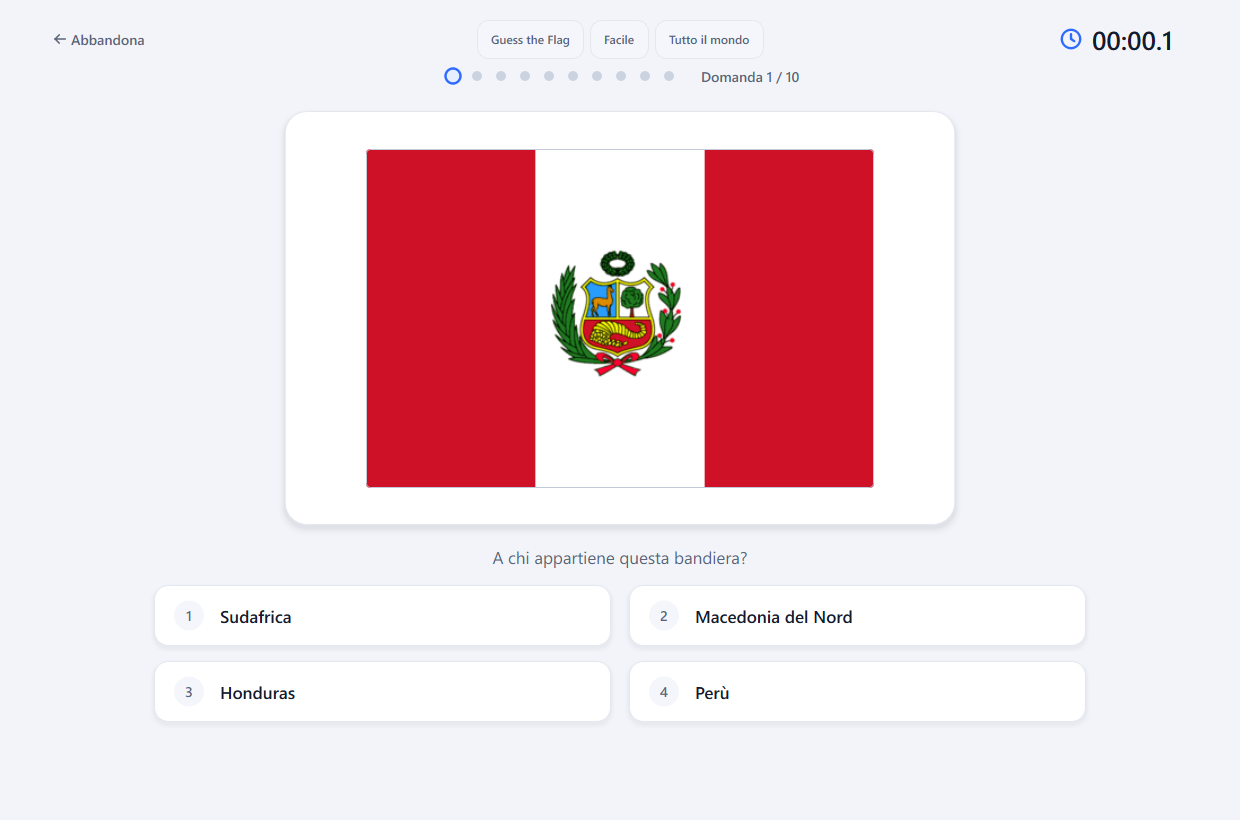 Abbandona
Guess the Flag
Facile
Tutto il mondo
00:00.1
Domanda 1 / 10
A chi appartiene questa bandiera?
1 Sudafrica
2 Macedonia del Nord
3 Honduras
4 Perù